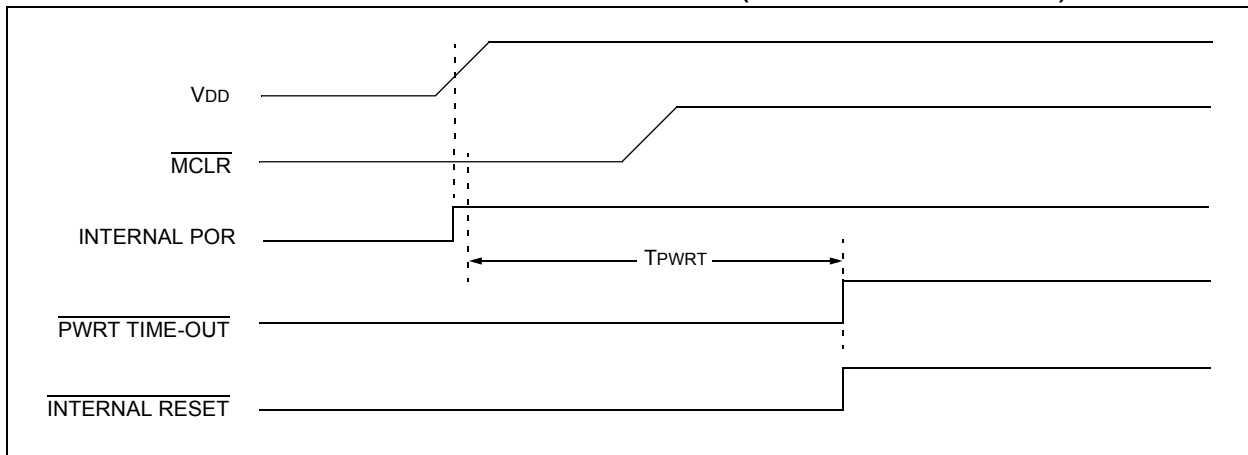 VDD
MCLR
INTERNAL POR
TPWRT
PWRT TIME-OUT
INTERNAL RESET